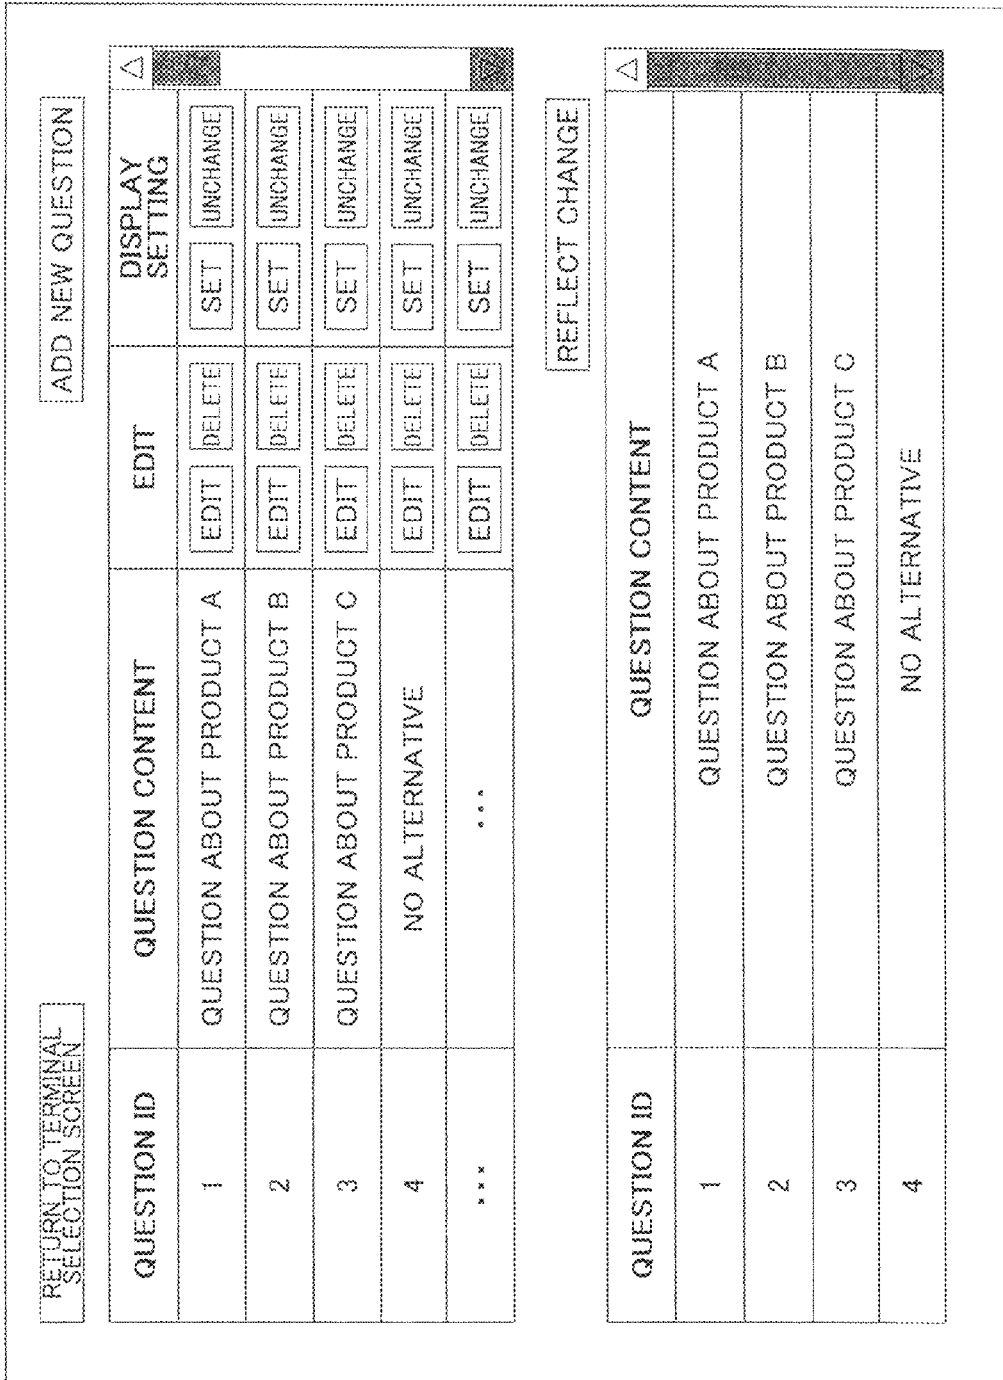 RETURN TO TERMINAL
SELECTION SCREEN
ADD NEW QUESTION
QUESTION ID QUESTION CONTENT EDIT DISPLAY
SETTING
1 QUESTION ABOUT PRODUCT A EDIT DELETE SET UNCHANGE
2 QUESTION ABOUT PRODUCT B EDIT DELETE SET UNCHANGE
3 QUESTION ABOUT PRODUCT C EDIT DELETE SET UNCHANGE
4 NO ALTERNATIVE EDIT DELETE SET UNCHANGE
... ... EDIT DELETE SET UNCHANGE
REFLECT CHANGE
QUESTION ID QUESTION CONTENT
1 QUESTION ABOUT PRODUCT A
2 QUESTION ABOUT PRODUCT B
3 QUESTION ABOUT PRODUCT C
4 NO ALTERNATIVE